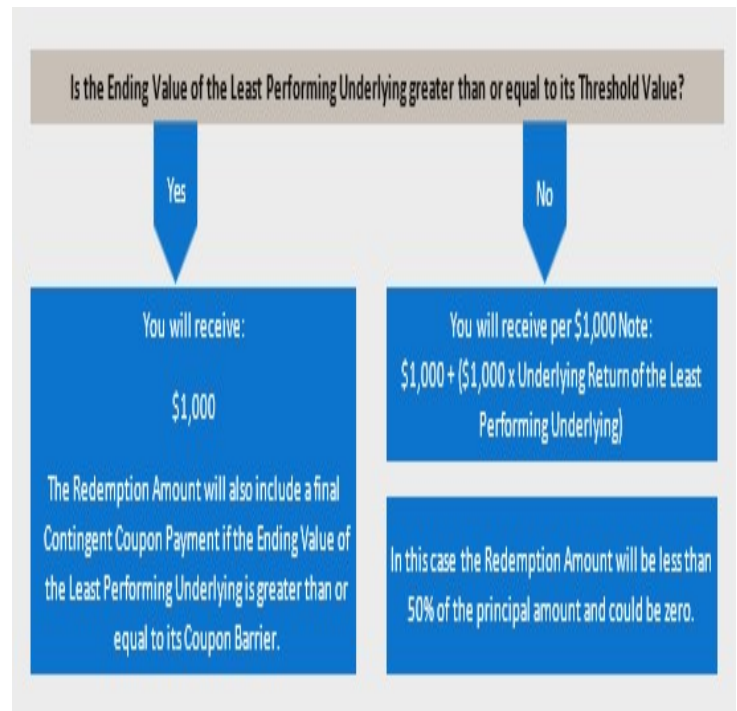 Is the Ending Value of the Least Performing Underlying greater than or equal to its Threshold Value?
Yes
No
You will receive:
$1,000
The Redemption Amount will also include a final
Contingent Coupon Payment if the Ending Value of
the Least Performing Underlying is greater than or
equal to its Coupon Barrier.
You will receive per $1,000 Note:
$1,000 + ($1,000 x Underlying Return of the Least
Performing Underlying)
In this case the Redemption Amount will be less than
50% of the principal amount and could be zero.